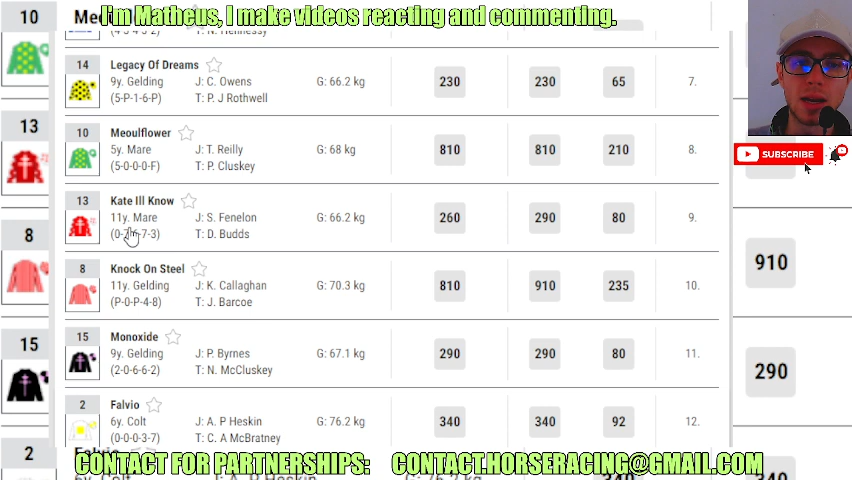 I'm Matheus, I make videos reacting and commenting.
10
13
8
15
2
14 Legacy Of Dreams
9y. Gelding J: C. Owens G: 66.2 kg 230 230 65 7.
(5-P-1-6-P) T: P. J Rothwell
10 Meoulflower
5y. Mare J: T. Reilly G: 68 kg 810 810 210 8.
(5-0-0-0-F) T: P. Cluskey
13 Kate Ill Know
11y. Mare J: S. Fenelon G: 66.2 kg 260 290 80 9.
T: D. Budds
8 Knock On Steel
11y. Gelding J: K. Callaghan G: 70.3 kg 810 910 235 10.
(P-0-P-4-8) T: J. Barcoe
15 Monoxide
9y. Gelding J: P. Byrnes G: 67.1 kg 290 290 80 11.
(2-0-6-6-2) T: N. McCluskey
2 Falvio
6y. Colt J: A. P Heskin G: 76.2 kg 340 340 92 12.
(0-0-0-3-7) T: C. A McBratney
SUBSCRIBE
910
290
CONTACT FOR PARTNERSHIPS: CONTACT.HORSERACING@GMAIL.COM